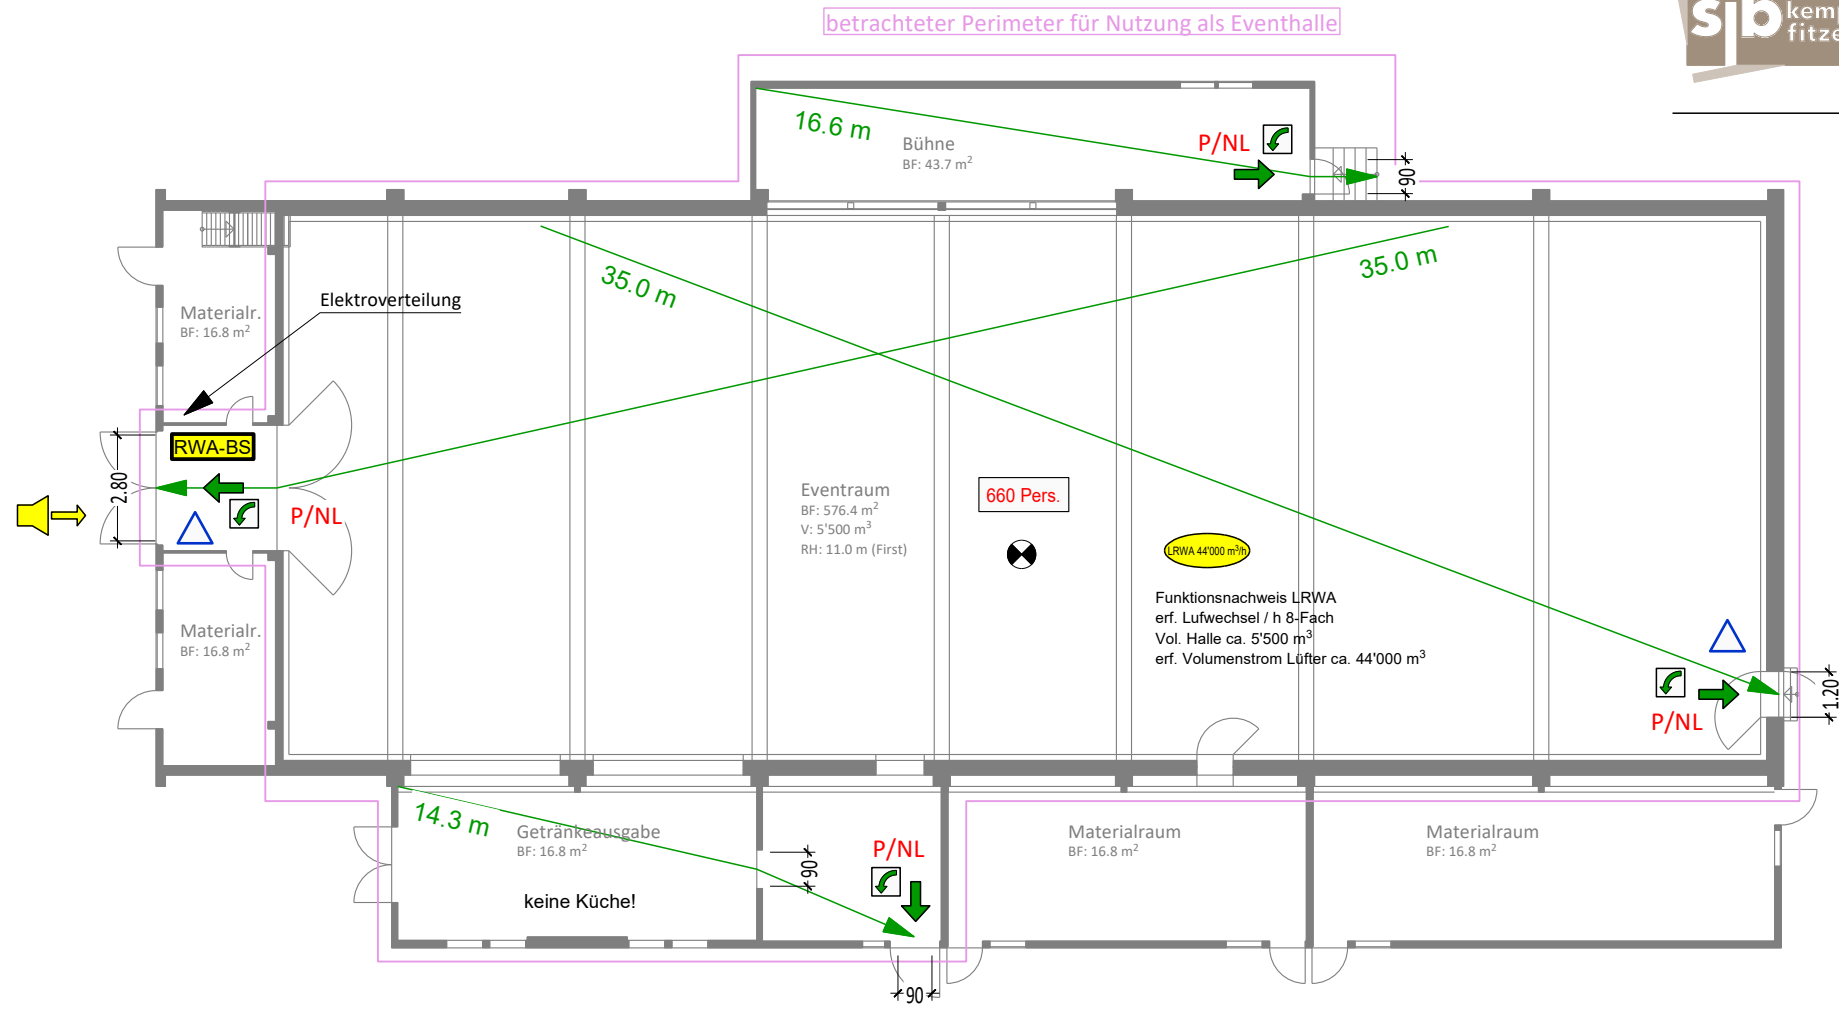 betrachteter Perimeter für Nutzung als Eventhalle
sjb
16.6 m
Bühne
BF: 43.7 m²
P/NL
90
35.0 m
35.0 m
Elektroverteilung
Materialr.
BF: 16.8 m²
RWA-BS
2.80
P/NL
Eventraum
BF: 576.4 m²
V: 5'500 m³
RH: 11.0 m (First)
660 Pers.
LRWA 44'000 m³/h
Funktionsnachweis LRWA
erf. Lufwechsel / h 8-Fach
Vol. Halle ca. 5'500 m³
erf. Volumenstrom Lüfter ca. 44'000 m³
Materialr.
BF: 16.8 m²
P/NL
1.20
14.3 m
Getränkeausgabe
BF: 16.8 m²
keine Küche!
90
P/NL
90
Materialraum
BF: 16.8 m²
Materialraum
BF: 16.8 m²